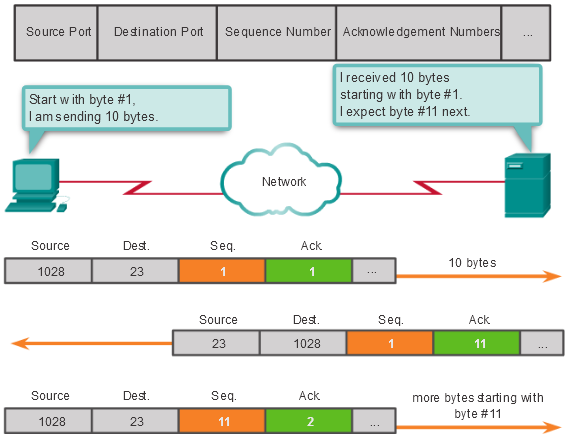 Source Port Destination Port Sequence Number Acknowledgement Numbers ...
Start with byte #1,
I am sending 10 bytes.
I received 10 bytes
starting with byte #1.
I expect byte #11 next.
Network
Source Dest. Seq. Ack.
1028 23 1 1 ...
10 bytes
Source Dest. Seq. Ack.
23 1028 1 11 ...
Source Dest. Seq. Ack.
1028 23 11 2 ...
more bytes starting with
byte #11